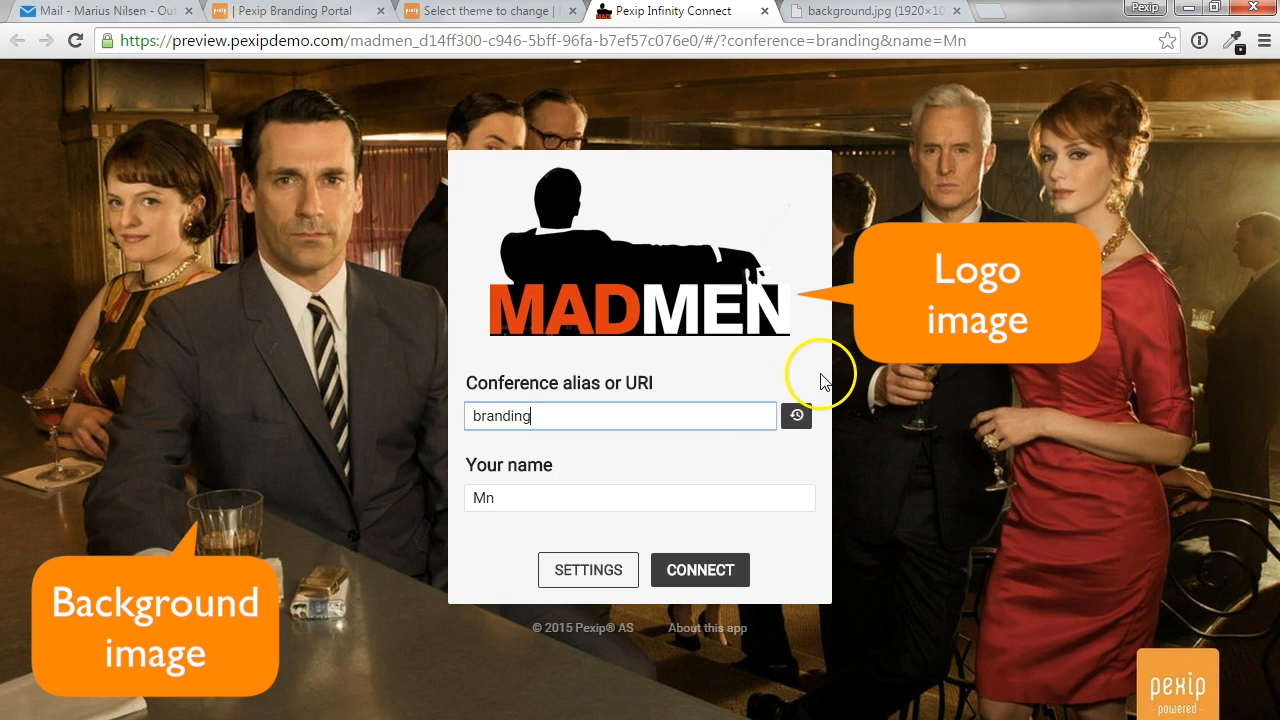 Mail - Marius Nilsen - Out
| Pexip Branding Portal
Select theme to change |
Pexip Infinity Connect
background.jpg (1920×10
Pexip
https://preview.pexipdemo.com/madmen_d14ff300-c946-5bff-96fa-b7ef57c076e0/#/?conference=branding&name=Mn
MADMEN
Logo
image
Conference alias or URI
branding
Your name
Mn
SETTINGS
CONNECT
Background
image
© 2015 Pexip® AS
About this app
pexip
powered